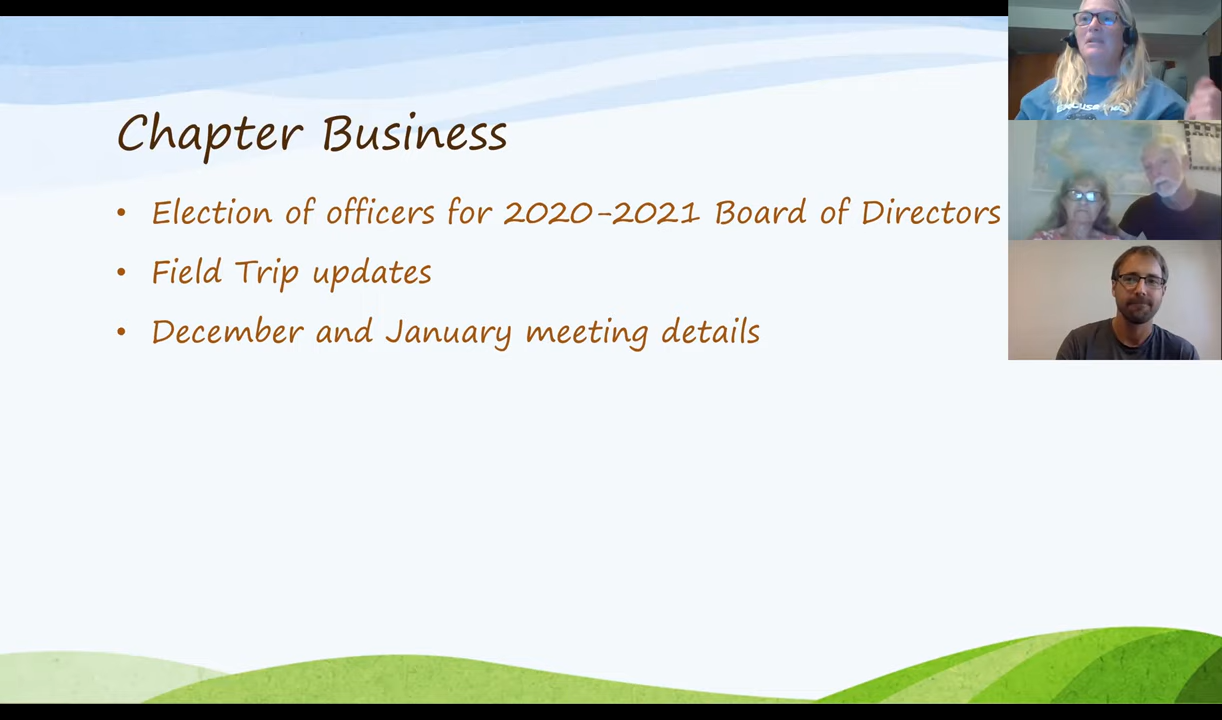 Chapter Business
• Election of officers for 2020-2021 Board of Directors
• Field Trip updates
• December and January meeting details